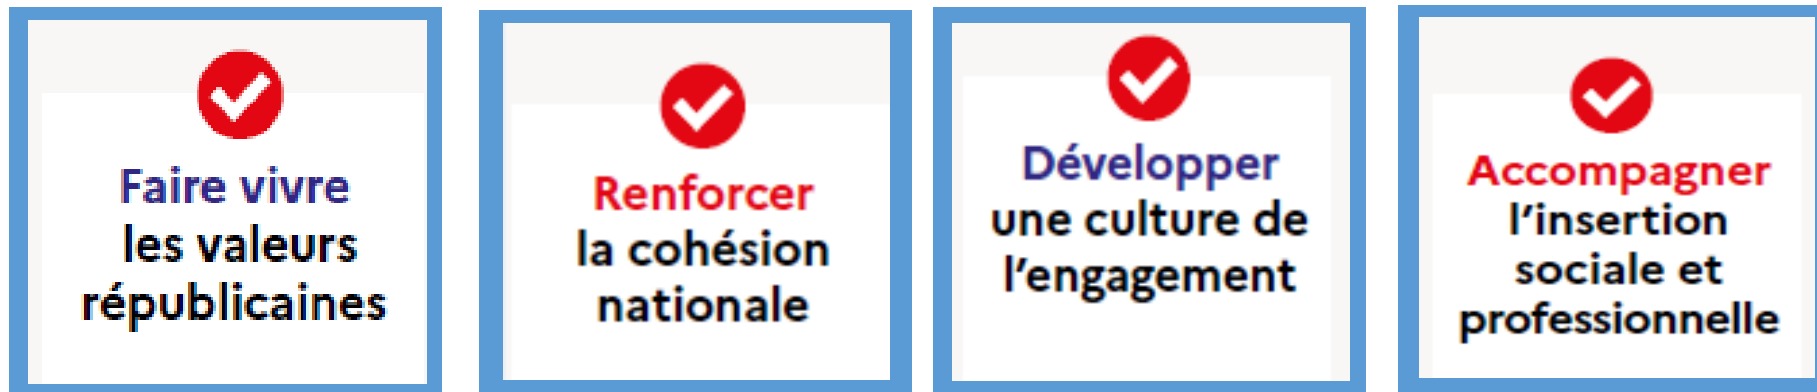 Faire vivre
les valeurs
républicaines
Renforcer
la cohésion
nationale
Développer
une culture de
l’engagement
Accompagner
l’insertion
sociale et
professionnelle